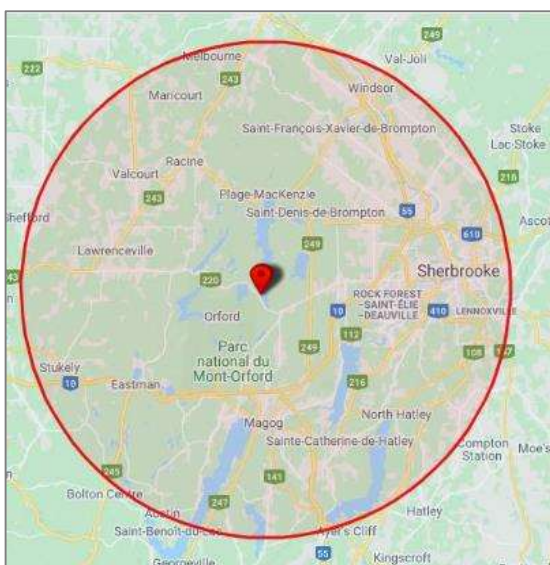 249
Val-Joli
Melbourne
222
243
Windsor
Maricourt
Saint-François-Xavier-de-Brompton
Stoke
Lac-Stoke
Racine
216
Valcourt
243
Plage-MacKenzie
Saint-Denis-de-Brompton
55
Shefford
Ascot
249
610
Lawrenceville
243
220
Sherbrooke
ROCK FOREST
-SAINT-ÉLIE
-DEAUVILLE
Orford
10
410
LENNOXVILLE
112
Parc
national du
Mont-Orford
249
108
147
Stukely
10
Eastman
216
Magog
North Hatley
Sainte-Catherine-de-Hatley
Compton
Station
Moe's
245
141
Bolton Centre
247
Austin
Hatley
Saint-Benoît-du-Lac
Ayer's Cliff
55
Georgeville
Kingscroft